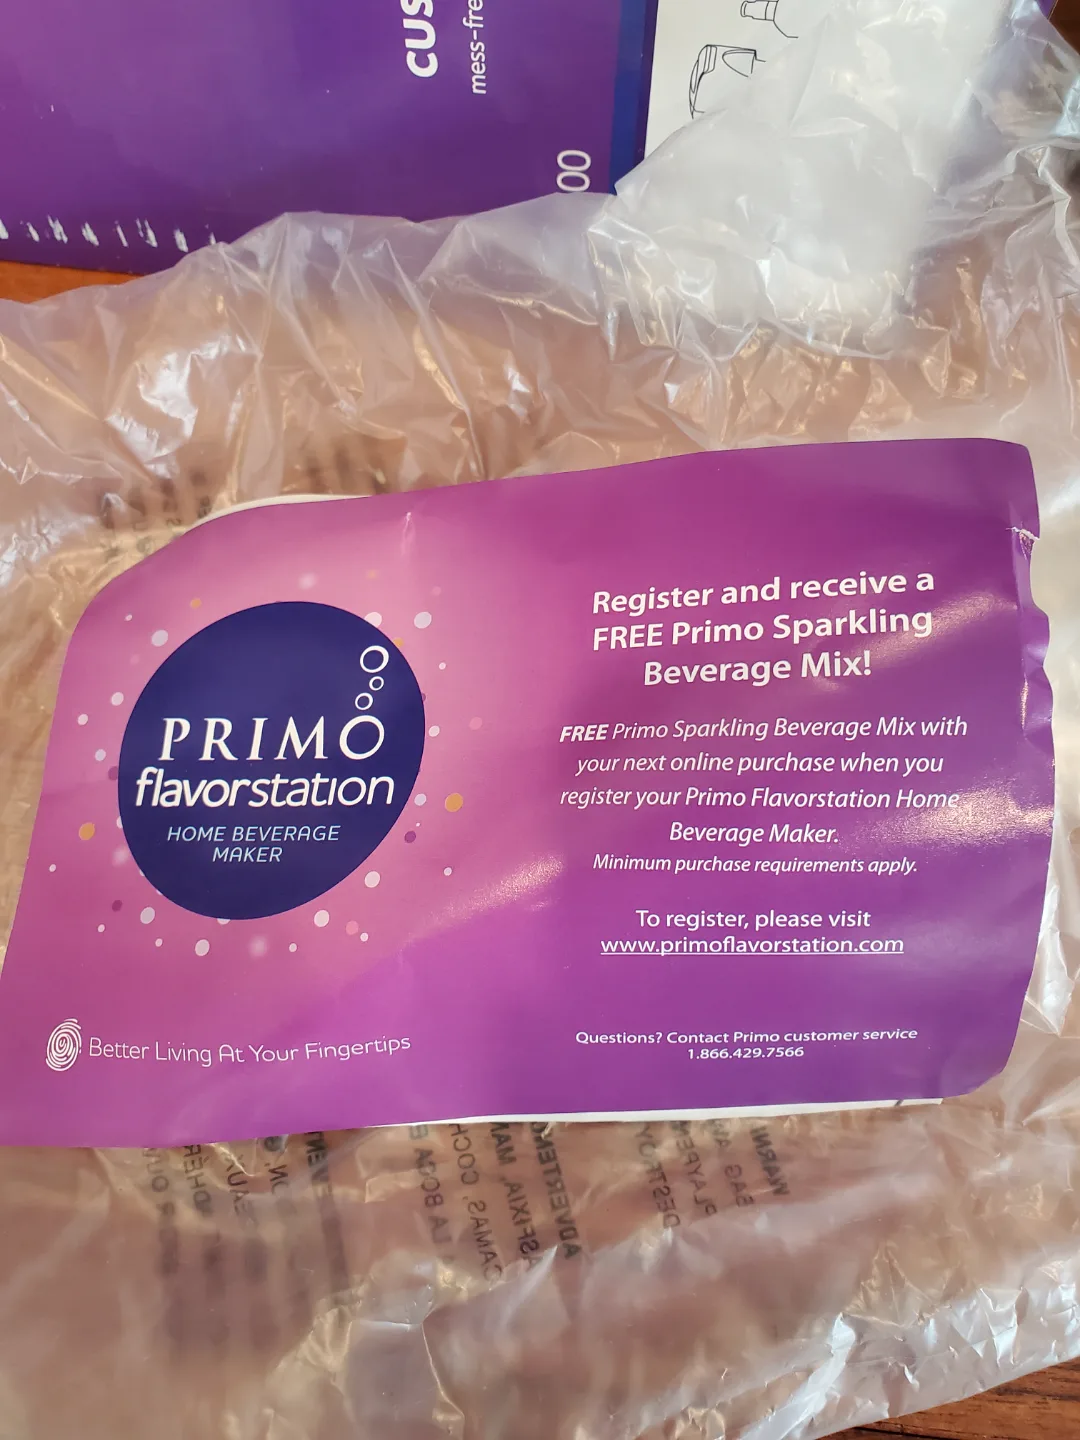 CUS
mess-fre
00
PRIMO
flavorstation
HOME BEVERAGE
MAKER
Better Living At Your Fingertips
Register and receive a
FREE Primo Sparkling
Beverage Mix!
FREE Primo Sparkling Beverage Mix with
your next online purchase when you
register your Primo Flavorstation Home
Beverage Maker.
Minimum purchase requirements apply.
To register, please visit
www.primoflavorstation.com
Questions? Contact Primo customer service
1.866.429.7566